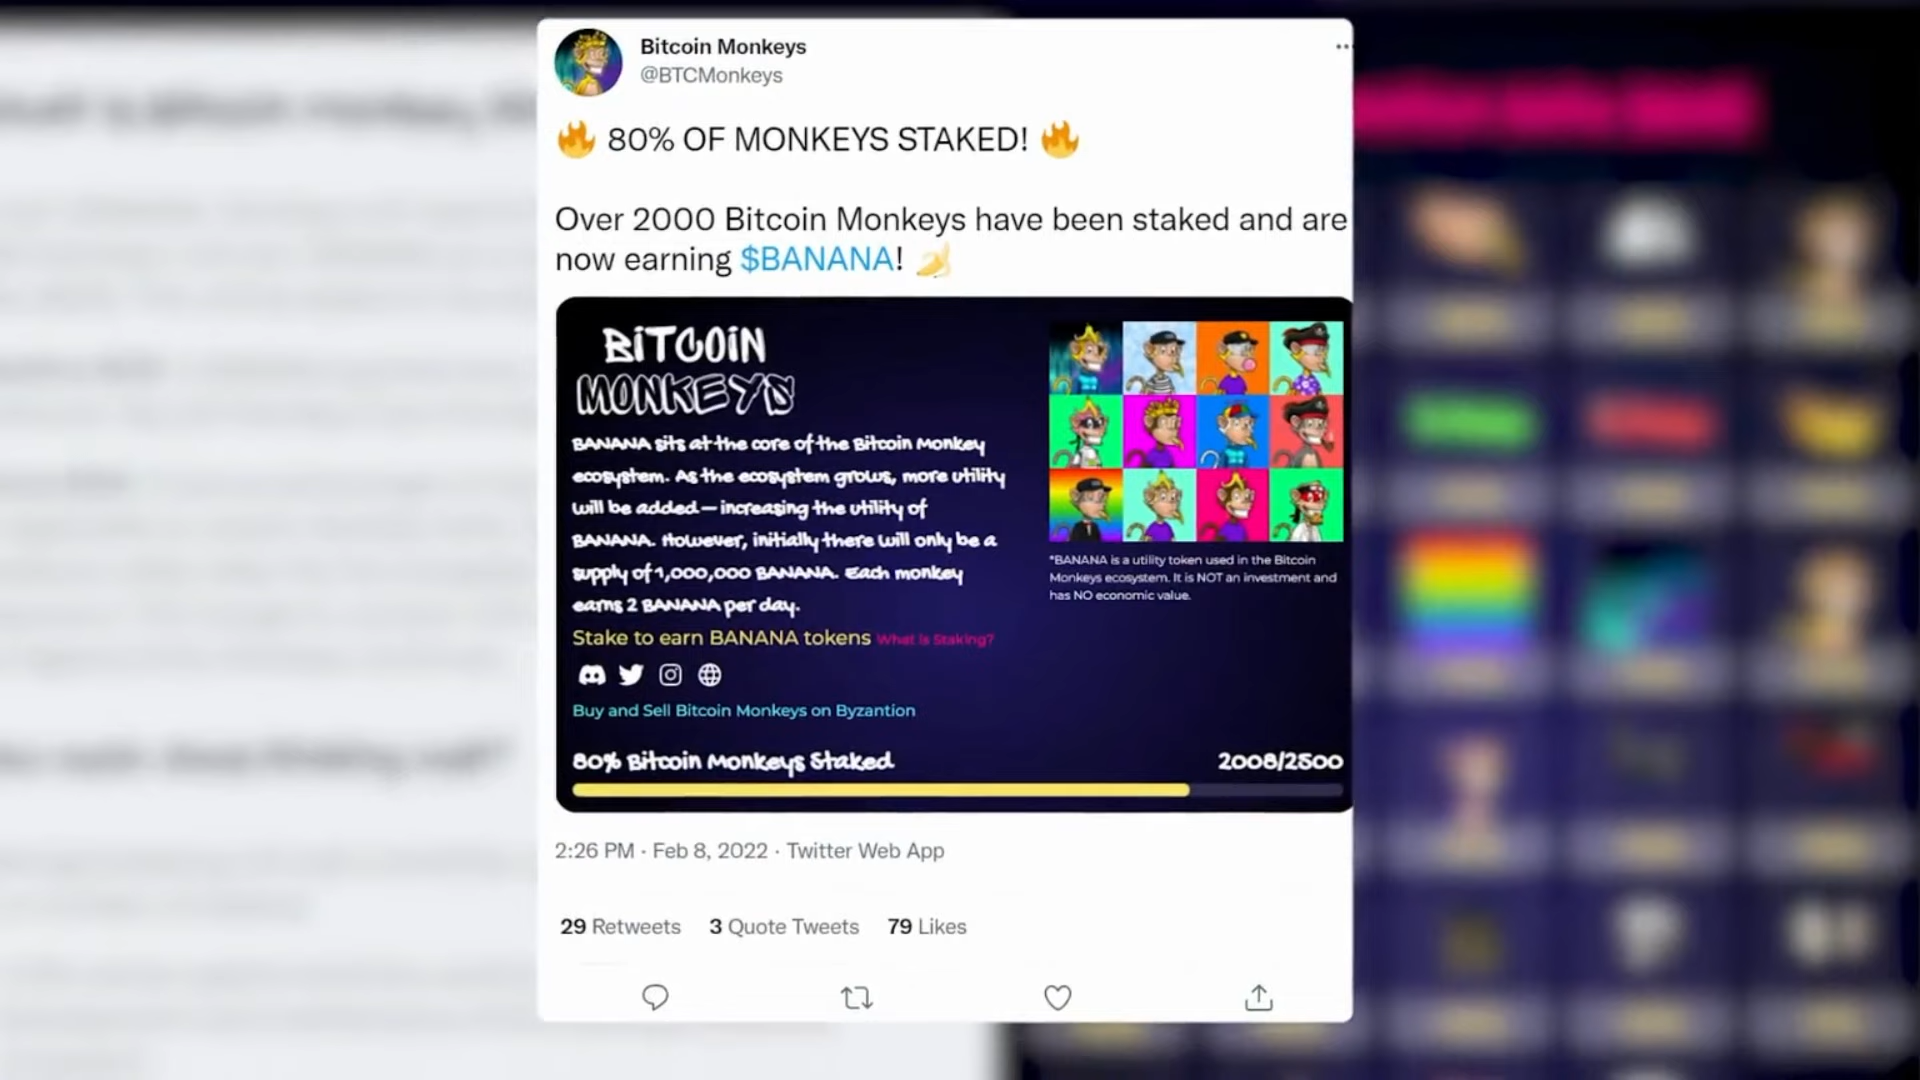 Bitcoin Monkeys
@BTCMonkeys
🔥 80% OF MONKEYS STAKED! 🔥
Over 2000 Bitcoin Monkeys have been staked and are
now earning $BANANA! 🍌
BITCOIN
MONKEYS
BANANA sits at the core of the Bitcoin Monkey
ecosystem. As the ecosystem grows, more utility
will be added — increasing the utility of
BANANA. However, initially there will only be a
supply of 1,000,000 BANANA. Each monkey
earns 2 BANANA per day.
*BANANA is a utility token used in the Bitcoin
Monkeys ecosystem. It is NOT an investment and
has NO economic value.
Stake to earn BANANA tokens What is Staking?
Buy and Sell Bitcoin Monkeys on Byzantion
80% Bitcoin Monkeys Staked 2008/2500
2:26 PM · Feb 8, 2022 · Twitter Web App
29 Retweets 3 Quote Tweets 79 Likes